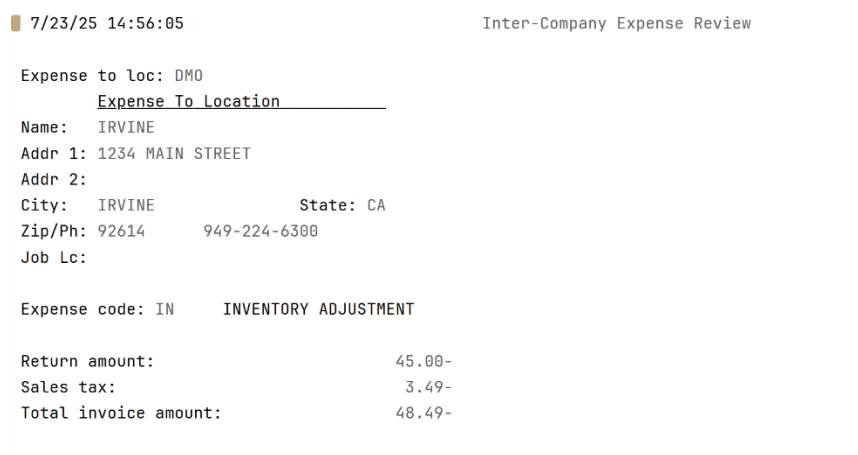 7/23/25 14:56:05 Inter-Company Expense Review
Expense to loc: DMO
Expense To Location
Name: IRVINE
Addr 1: 1234 MAIN STREET
Addr 2:
City: IRVINE State: CA
Zip/Ph: 92614 949-224-6300
Job Lc:
Expense code: IN INVENTORY ADJUSTMENT
Return amount: 45.00-
Sales tax: 3.49-
Total invoice amount: 48.49-